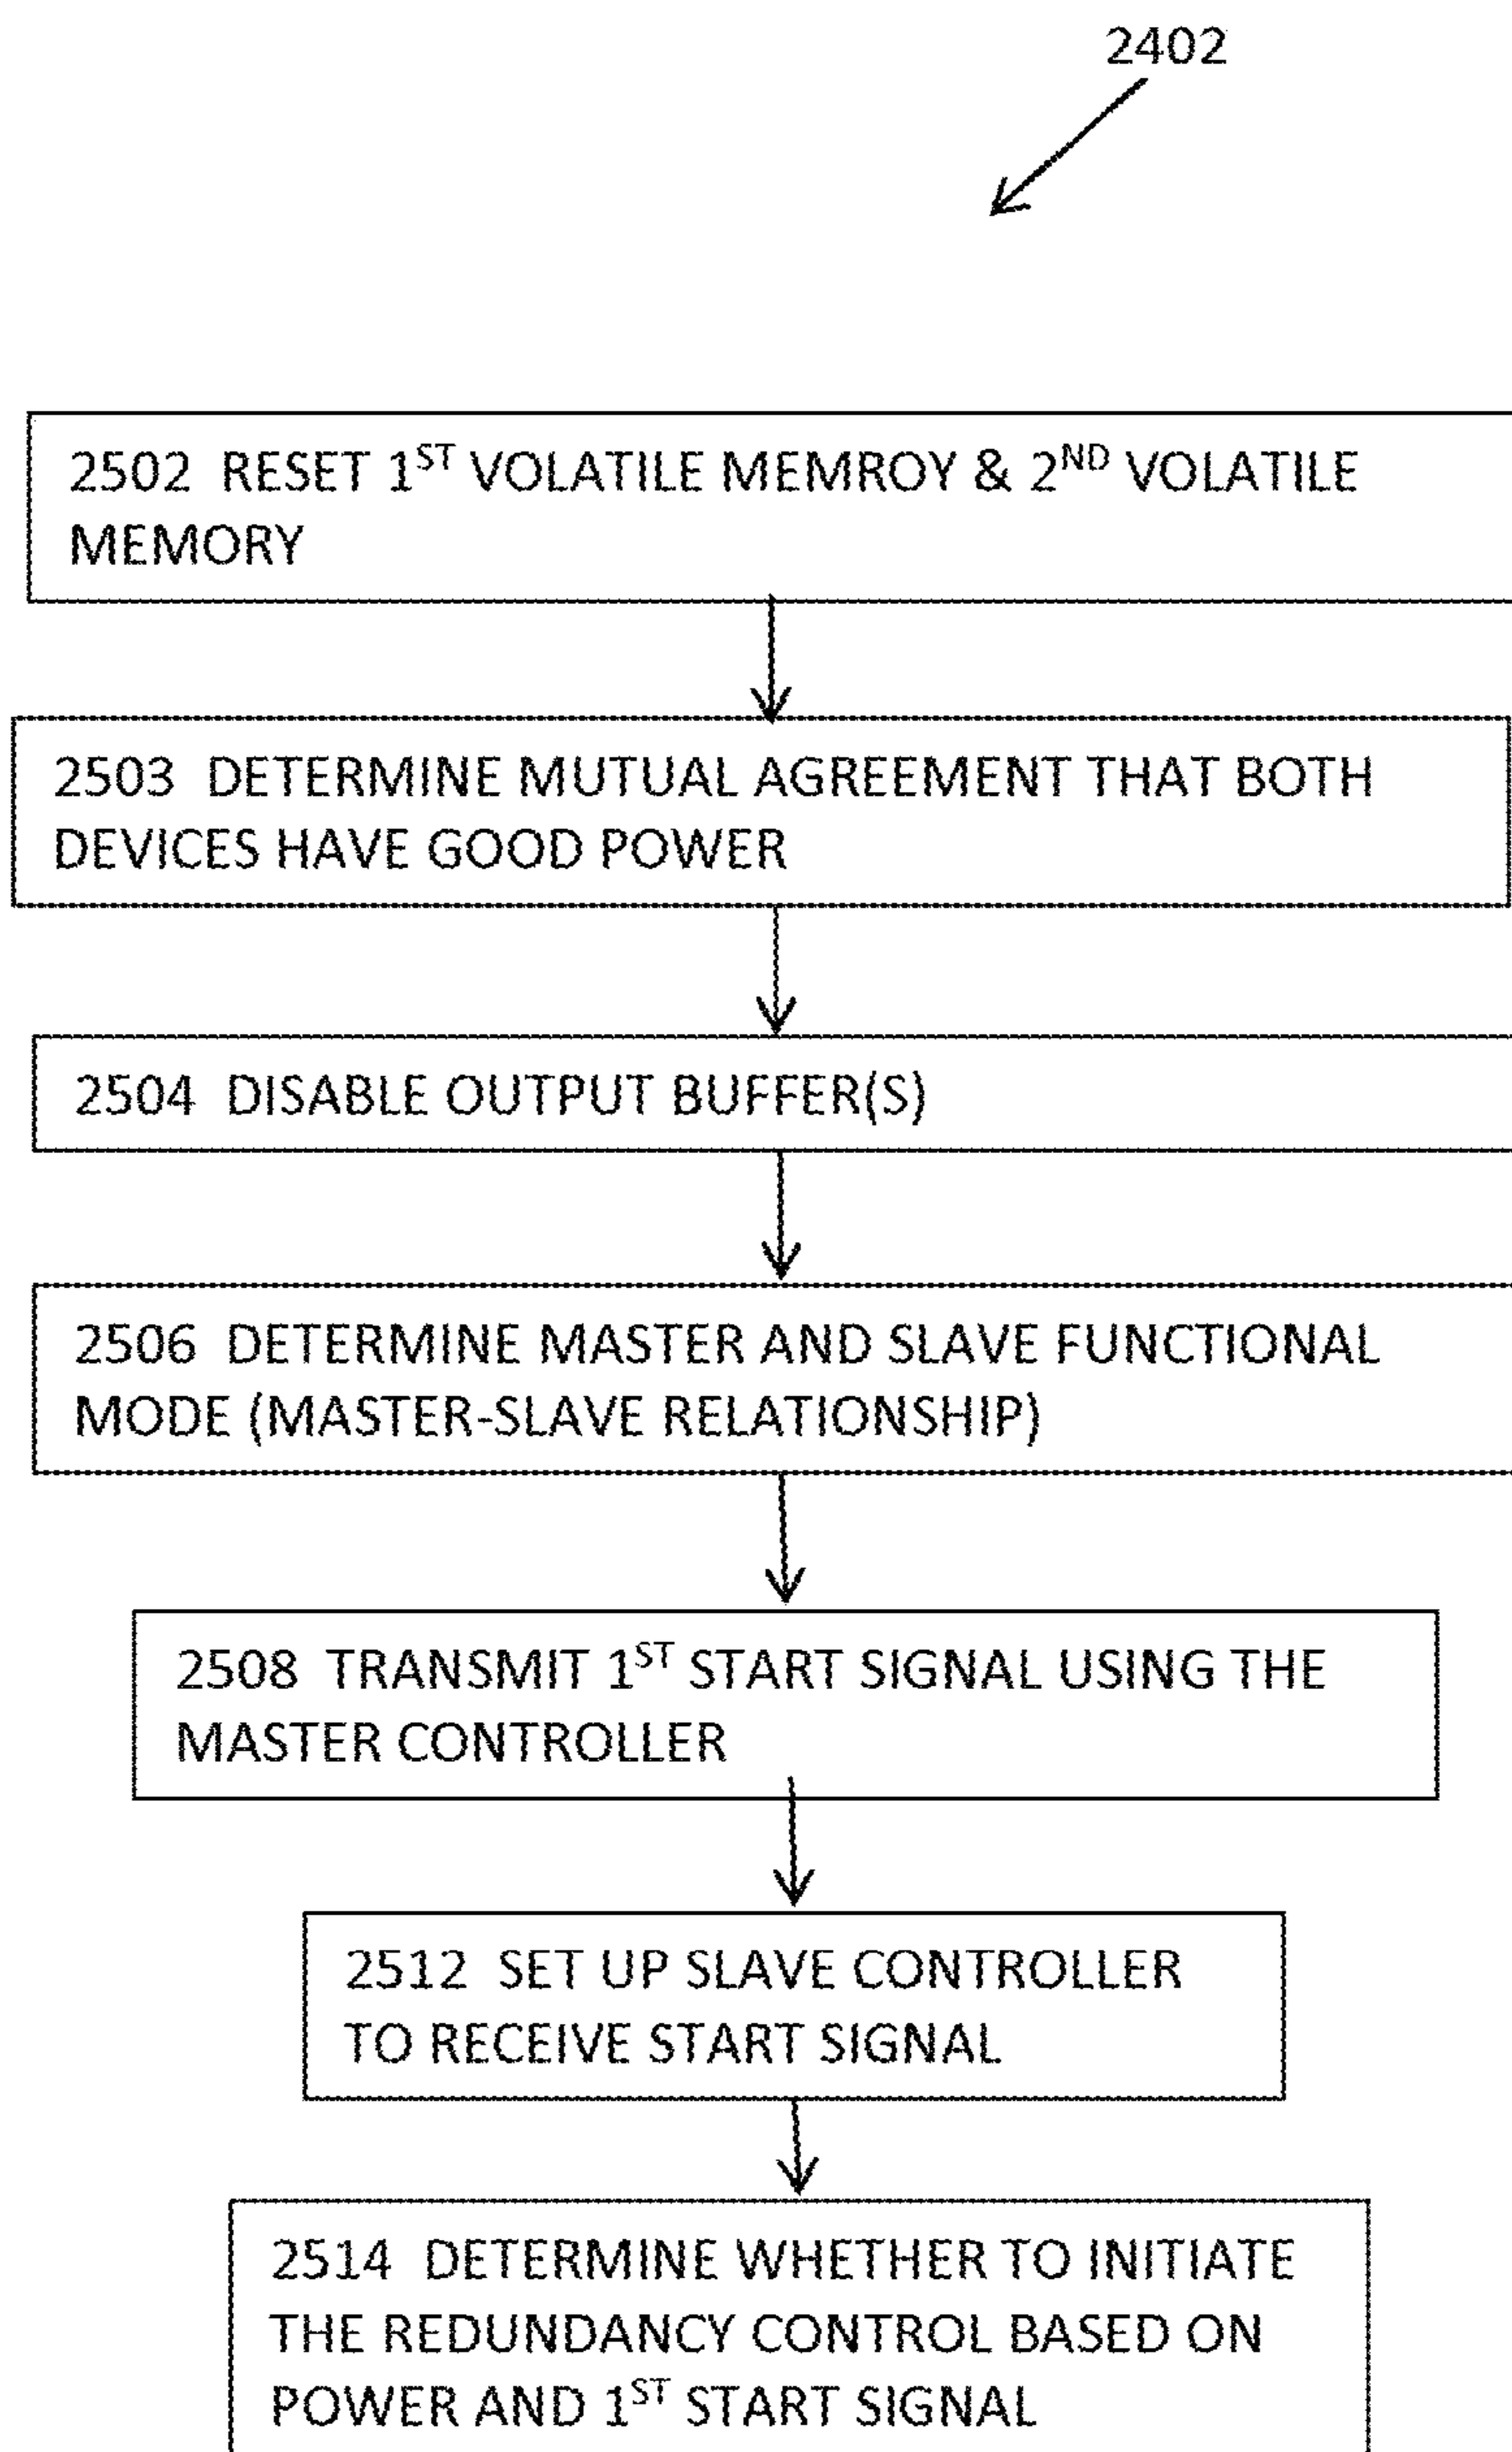 2402
2502 RESET 1ST VOLATILE MEMROY & 2ND VOLATILE
MEMORY
2503 DETERMINE MUTUAL AGREEMENT THAT BOTH
DEVICES HAVE GOOD POWER
2504 DISABLE OUTPUT BUFFER(S)
2506 DETERMINE MASTER AND SLAVE FUNCTIONAL
MODE (MASTER-SLAVE RELATIONSHIP)
2508 TRANSMIT 1ST START SIGNAL USING THE
MASTER CONTROLLER
2512 SET UP SLAVE CONTROLLER
TO RECEIVE START SIGNAL
2514 DETERMINE WHETHER TO INITIATE
THE REDUNDANCY CONTROL BASED ON
POWER AND 1ST START SIGNAL